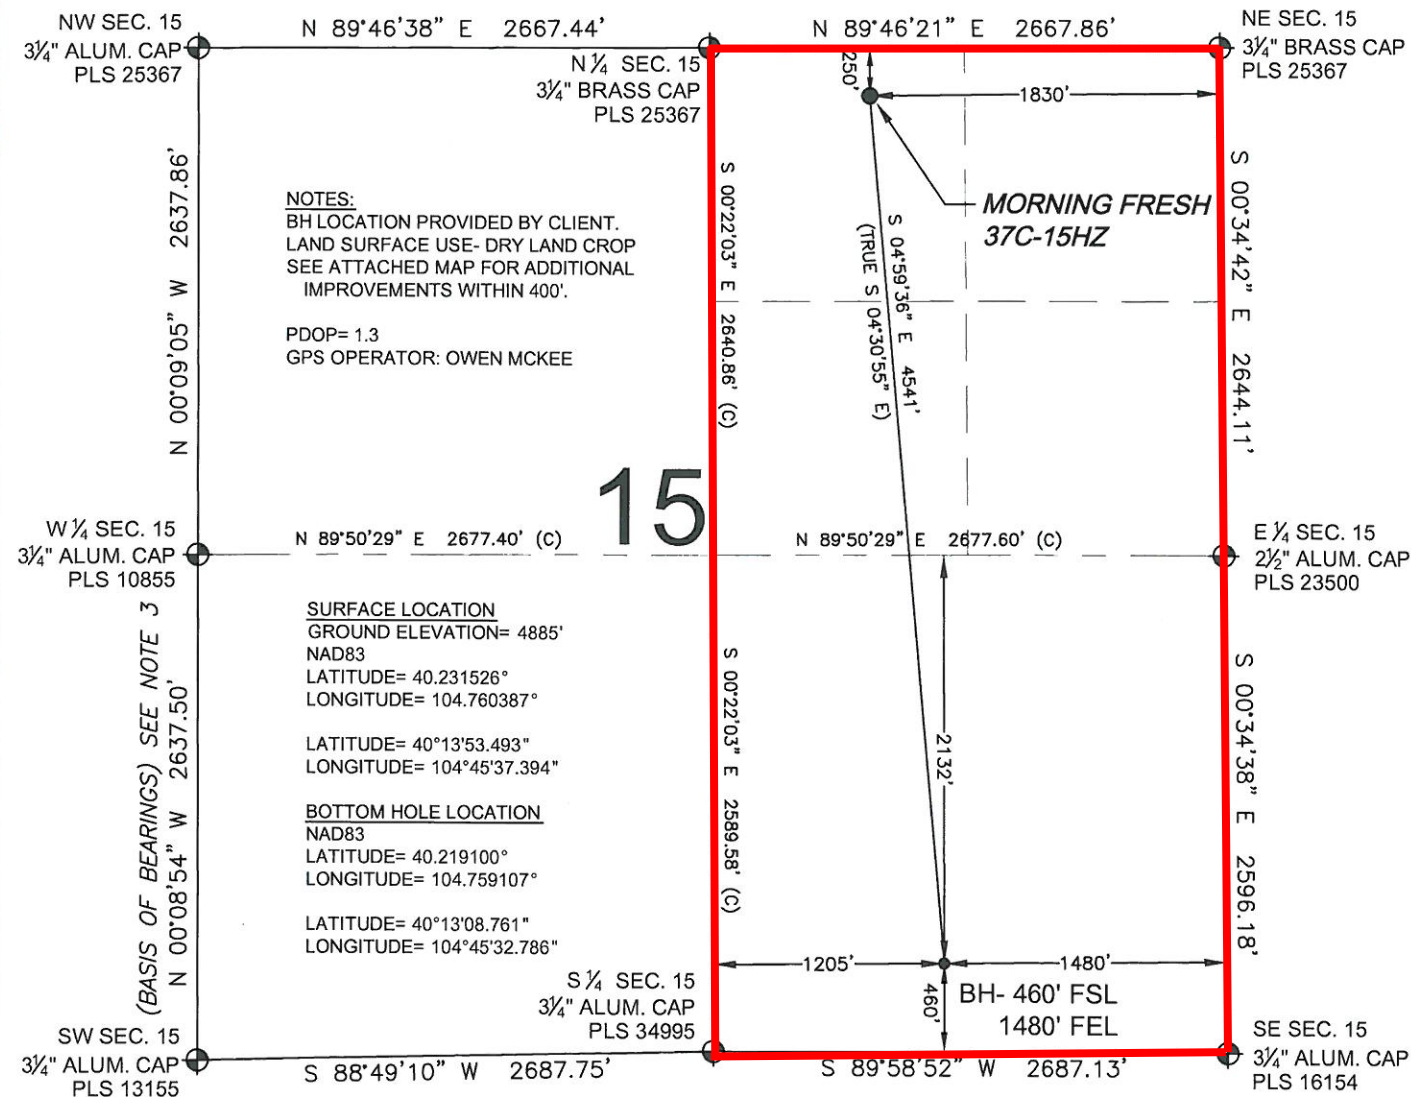 NW SEC. 15
3¼" ALUM. CAP
PLS 25367
N 89°46'38" E 2667.44'
N 89°46'21" E 2667.86'
NE SEC. 15
3¼" BRASS CAP
PLS 25367
N ¼ SEC. 15
3¼" BRASS CAP
PLS 25367
250'
1830'
MORNING FRESH
37C-15HZ
N 00°09'05" W 2637.86'
NOTES:
BH LOCATION PROVIDED BY CLIENT.
LAND SURFACE USE- DRY LAND CROP
SEE ATTACHED MAP FOR ADDITIONAL
IMPROVEMENTS WITHIN 400'.
PDOP= 1.3
GPS OPERATOR: OWEN MCKEE
S 00°22'03" E 2640.86' (C)
S 04°59'36" E 4541'
(TRUE S 04°30'55" E)
S 00°34'42" E 2644.11'
15
W ¼ SEC. 15
3¼" ALUM. CAP
PLS 10855
N 89°50'29" E 2677.40' (C)
N 89°50'29" E 2677.60' (C)
E ¼ SEC. 15
2½" ALUM. CAP
PLS 23500
(BASIS OF BEARINGS) SEE NOTE 3
N 00°08'54" W 2637.50'
SURFACE LOCATION
GROUND ELEVATION= 4885'
NAD83
LATITUDE= 40.231526°
LONGITUDE= 104.760387°
LATITUDE= 40°13'53.493"
LONGITUDE= 104°45'37.394"
BOTTOM HOLE LOCATION
NAD83
LATITUDE= 40.219100°
LONGITUDE= 104.759107°
LATITUDE= 40°13'08.761"
LONGITUDE= 104°45'32.786"
S 00°22'03" E 2589.58' (C)
2132'
S 00°34'38" E 2596.18'
1205'
1480'
460'
BH- 460' FSL
1480' FEL
S ¼ SEC. 15
3¼" ALUM. CAP
PLS 34995
SW SEC. 15
3¼" ALUM. CAP
PLS 13155
S 88°49'10" W 2687.75'
S 89°58'52" W 2687.13'
SE SEC. 15
3¼" ALUM. CAP
PLS 16154